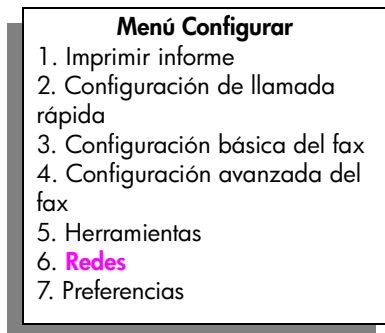 Menú Configurar
1. Imprimir informe
2. Configuración de llamada
rápida
3. Configuración básica del fax
4. Configuración avanzada del
fax
5. Herramientas
6. Redes
7. Preferencias